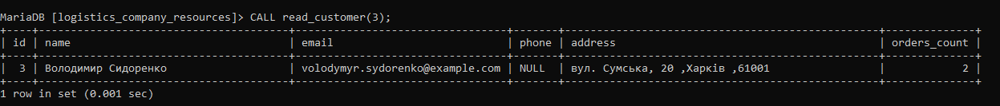 MariaDB [logistics_company_resources]> CALL read_customer(3);
+----+--------------------------------------+--------------------------------+-------+-----------------------------------------------+--------------+
| id | name | email | phone | address | orders_count |
+----+--------------------------------------+--------------------------------+-------+-----------------------------------------------+--------------+
| 3 | Володимир Сидоренко | volodymyr.sydorenko@example.com | NULL | вул. Сумська, 20 ,Харків ,61001 | 2 |
+----+--------------------------------------+--------------------------------+-------+-----------------------------------------------+--------------+
1 row in set (0.001 sec)